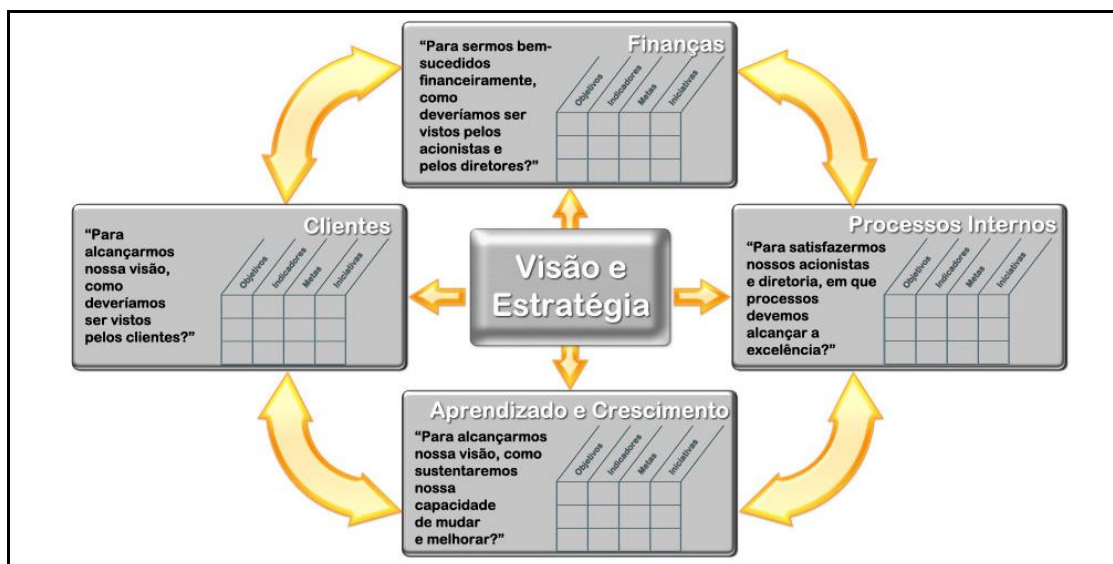 Finanças
“Para sermos bem-
sucedidos
financeiramente,
como
deveríamos ser
vistos pelos
acionistas e
pelos diretores?”
Objetivos
Indicadores
Metas
Iniciativas
Clientes
“Para
alcançarmos
nossa visão,
como
deveríamos
ser vistos
pelos clientes?”
Objetivos
Indicadores
Metas
Iniciativas
Visão e
Estratégia
Processos Internos
“Para satisfazermos
nossos acionistas
e diretoria, em que
processos
devemos
alcançar a
excelência?”
Objetivos
Indicadores
Metas
Iniciativas
Aprendizado e Crescimento
“Para alcançarmos
nossa visão, como
sustentaremos
nossa
capacidade
de mudar
e melhorar?”
Objetivos
Indicadores
Metas
Iniciativas